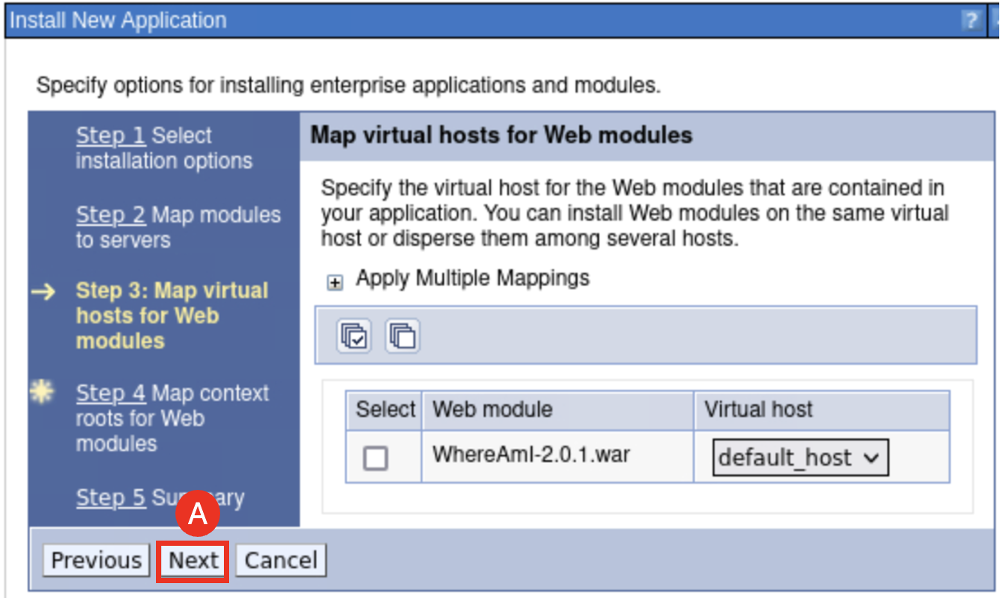 Install New Application
?
Specify options for installing enterprise applications and modules.
Step 1 Select
installation options
Step 2 Map modules
to servers
Step 3: Map virtual
hosts for Web
modules
Step 4 Map context
roots for Web
modules
Step 5 Summary
Map virtual hosts for Web modules
Specify the virtual host for the Web modules that are contained in
your application. You can install Web modules on the same virtual
host or disperse them among several hosts.
Apply Multiple Mappings
Select Web module Virtual host
WhereAmI-2.0.1.war default_host
A
Previous Next Cancel